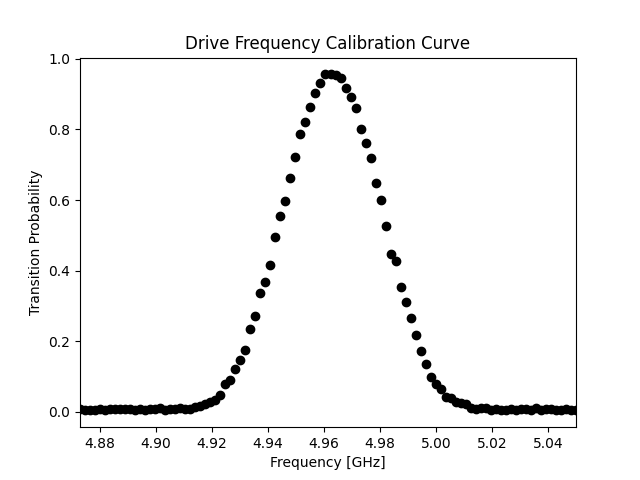 Drive Frequency Calibration Curve
1.0
0.8
0.6
0.4
0.2
0.0
Transition Probability
4.88 4.90 4.92 4.94 4.96 4.98 5.00 5.02 5.04
Frequency [GHz]